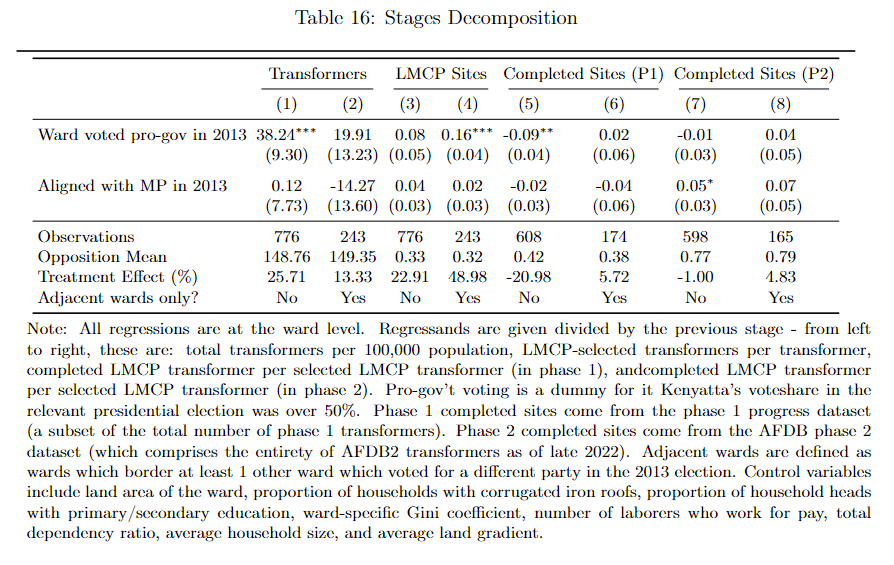 Table 16: Stages Decomposition
Transformers LMCP Sites Completed Sites (P1) Completed Sites (P2)
(1) (2) (3) (4) (5) (6) (7) (8)
Ward voted pro-gov in 2013 38.24*** 19.91 0.08 0.16*** -0.09** 0.02 -0.01 0.04
(9.30) (13.23) (0.05) (0.04) (0.04) (0.06) (0.03) (0.05)
Aligned with MP in 2013 0.12 -14.27 0.04 0.02 -0.02 -0.04 0.05* 0.07
(7.73) (13.60) (0.03) (0.03) (0.03) (0.06) (0.03) (0.05)
Observations 776 243 776 243 608 174 598 165
Opposition Mean 148.76 149.35 0.33 0.32 0.42 0.38 0.77 0.79
Treatment Effect (%) 25.71 13.33 22.91 48.98 -20.98 5.72 -1.00 4.83
Adjacent wards only? No Yes No Yes No Yes No Yes
Note: All regressions are at the ward level. Regressands are given divided by the previous stage - from left
to right, these are: total transformers per 100,000 population, LMCP-selected transformers per transformer,
completed LMCP transformer per selected LMCP transformer (in phase 1), andcompleted LMCP transformer
per selected LMCP transformer (in phase 2). Pro-gov't voting is a dummy for it Kenyatta's voteshare in the
relevant presidential election was over 50%. Phase 1 completed sites come from the phase 1 progress dataset
(a subset of the total number of phase 1 transformers). Phase 2 completed sites come from the AFDB phase 2
dataset (which comprises the entirety of AFDB2 transformers as of late 2022). Adjacent wards are defined as
wards which border at least 1 other ward which voted for a different party in the 2013 election. Control variables
include land area of the ward, proportion of households with corrugated iron roofs, proportion of household heads
with primary/secondary education, ward-specific Gini coefficient, number of laborers who work for pay, total
dependency ratio, average household size, and average land gradient.